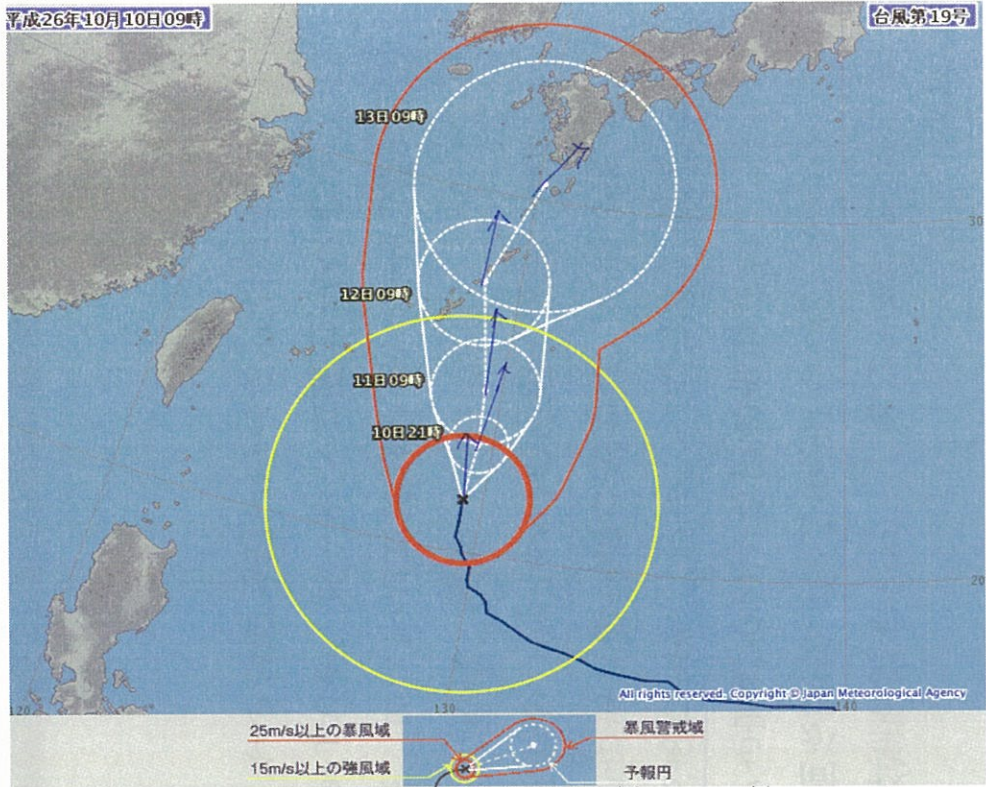 平成26年10月10日09時
台風第19号
13日09時
30
12日09時
11日09時
10日21時
20
All rights reserved. Copyright © Japan Meteorological Agency
120
130
140
25m/s以上の暴風域
暴風警戒域
15m/s以上の強風域
予報円